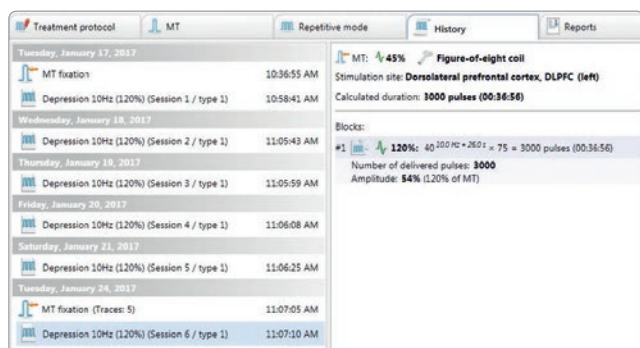 Treatment protocol MT Repetitive mode History Reports
Tuesday, January 17, 2017
MT fixation 10:36:55 AM
Depression 10Hz (120%) (Session 1 / type 1) 10:58:41 AM
Wednesday, January 18, 2017
Depression 10Hz (120%) (Session 2 / type 1) 11:05:43 AM
Thursday, January 19, 2017
Depression 10Hz (120%) (Session 3 / type 1) 11:05:59 AM
Friday, January 20, 2017
Depression 10Hz (120%) (Session 4 / type 1) 11:06:08 AM
Saturday, January 21, 2017
Depression 10Hz (120%) (Session 5 / type 1) 11:06:25 AM
Tuesday, January 24, 2017
MT fixation (Traces: 5) 11:07:05 AM
Depression 10Hz (120%) (Session 6 / type 1) 11:07:10 AM
MT: 45% Figure-of-eight coil
Stimulation site: Dorsolateral prefrontal cortex, DLPFC (left)
Calculated duration: 3000 pulses (00:36:56)
Blocks:
#1 120%: 40 10.0 Hz + 26.0 s × 75 = 3000 pulses (00:36:56)
Number of delivered pulses: 3000
Amplitude: 54% (120% of MT)